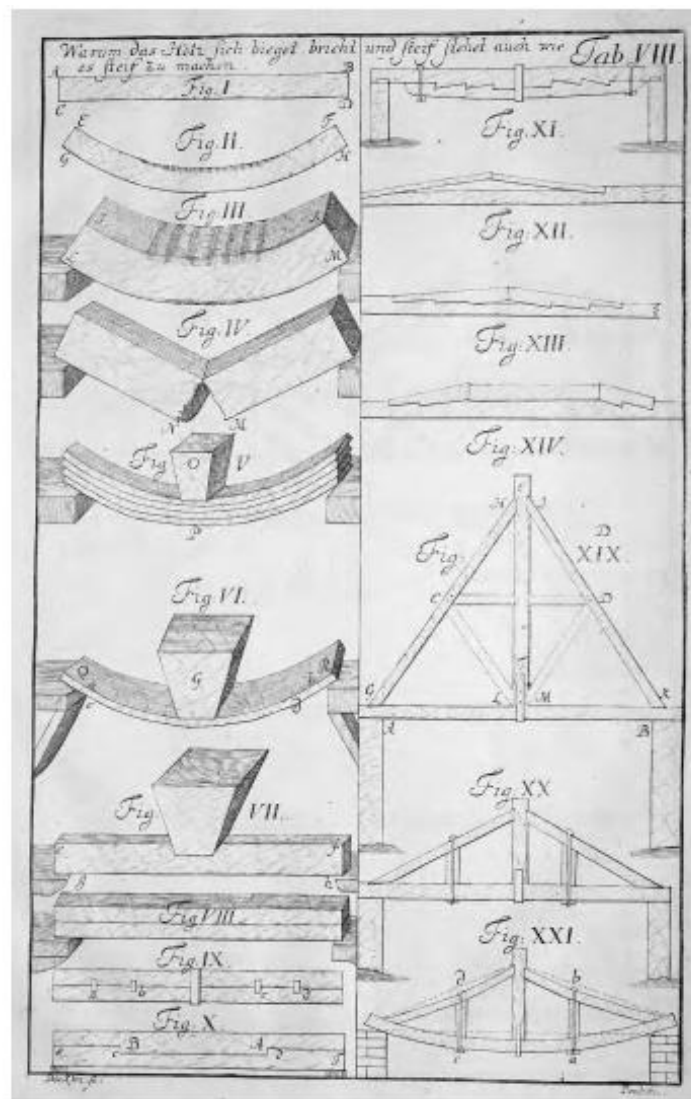 Warum das Holtz sich bieget bricht und steif stehet auch wie
es steif zu machen
Tab VIII.
A B
Fig. I
C D
E F
Fig. II.
G H
Fig. III
M
Fig. IV.
N M
Fig. V
O
P
Fig. VI.
Q R
G
Fig. VII.
e f
g h
Fig VIII
Fig. IX.
a b c d
Fig. X
B A
e c d f
Fig. XI.
Fig. XII.
Fig. XIII.
Fig. XIV.
Fig: XIX.
D
H J
C D
G K
L M
A B
Fig: XX
Fig: XXI.
d b
c a